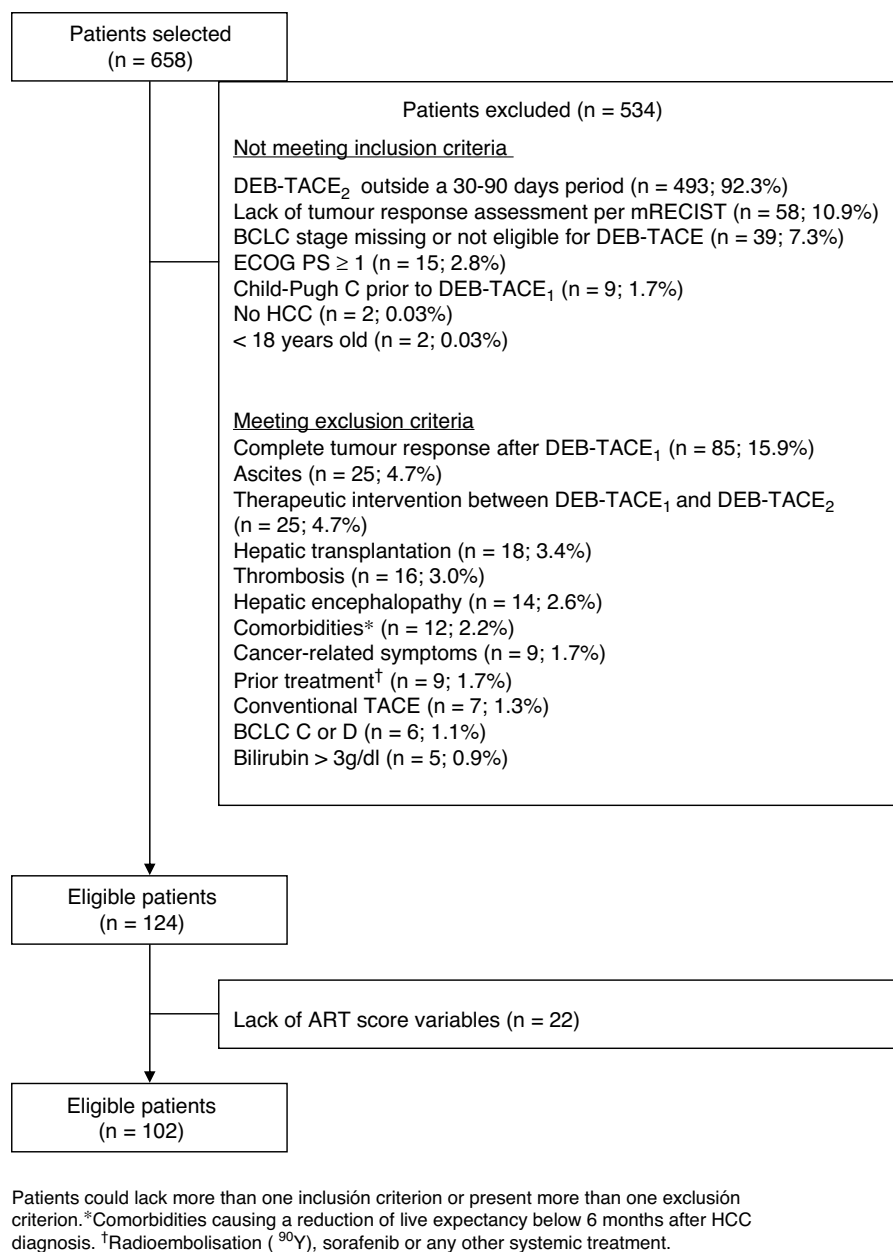 Patients selected
(n = 658)
Patients excluded (n = 534)
Not meeting inclusion criteria
DEB-TACE₂ outside a 30-90 days period (n = 493; 92.3%)
Lack of tumour response assessment per mRECIST (n = 58; 10.9%)
BCLC stage missing or not eligible for DEB-TACE (n = 39; 7.3%)
ECOG PS ≥ 1 (n = 15; 2.8%)
Child-Pugh C prior to DEB-TACE₁ (n = 9; 1.7%)
No HCC (n = 2; 0.03%)
< 18 years old (n = 2; 0.03%)
Meeting exclusion criteria
Complete tumour response after DEB-TACE₁ (n = 85; 15.9%)
Ascites (n = 25; 4.7%)
Therapeutic intervention between DEB-TACE₁ and DEB-TACE₂
(n = 25; 4.7%)
Hepatic transplantation (n = 18; 3.4%)
Thrombosis (n = 16; 3.0%)
Hepatic encephalopathy (n = 14; 2.6%)
Comorbidities* (n = 12; 2.2%)
Cancer-related symptoms (n = 9; 1.7%)
Prior treatment† (n = 9; 1.7%)
Conventional TACE (n = 7; 1.3%)
BCLC C or D (n = 6; 1.1%)
Bilirubin > 3g/dl (n = 5; 0.9%)
Eligible patients
(n = 124)
Lack of ART score variables (n = 22)
Eligible patients
(n = 102)
Patients could lack more than one inclusión criterion or present more than one exclusión
criterion.*Comorbidities causing a reduction of live expectancy below 6 months after HCC
diagnosis. †Radioembolisation ( ⁹⁰Y), sorafenib or any other systemic treatment.